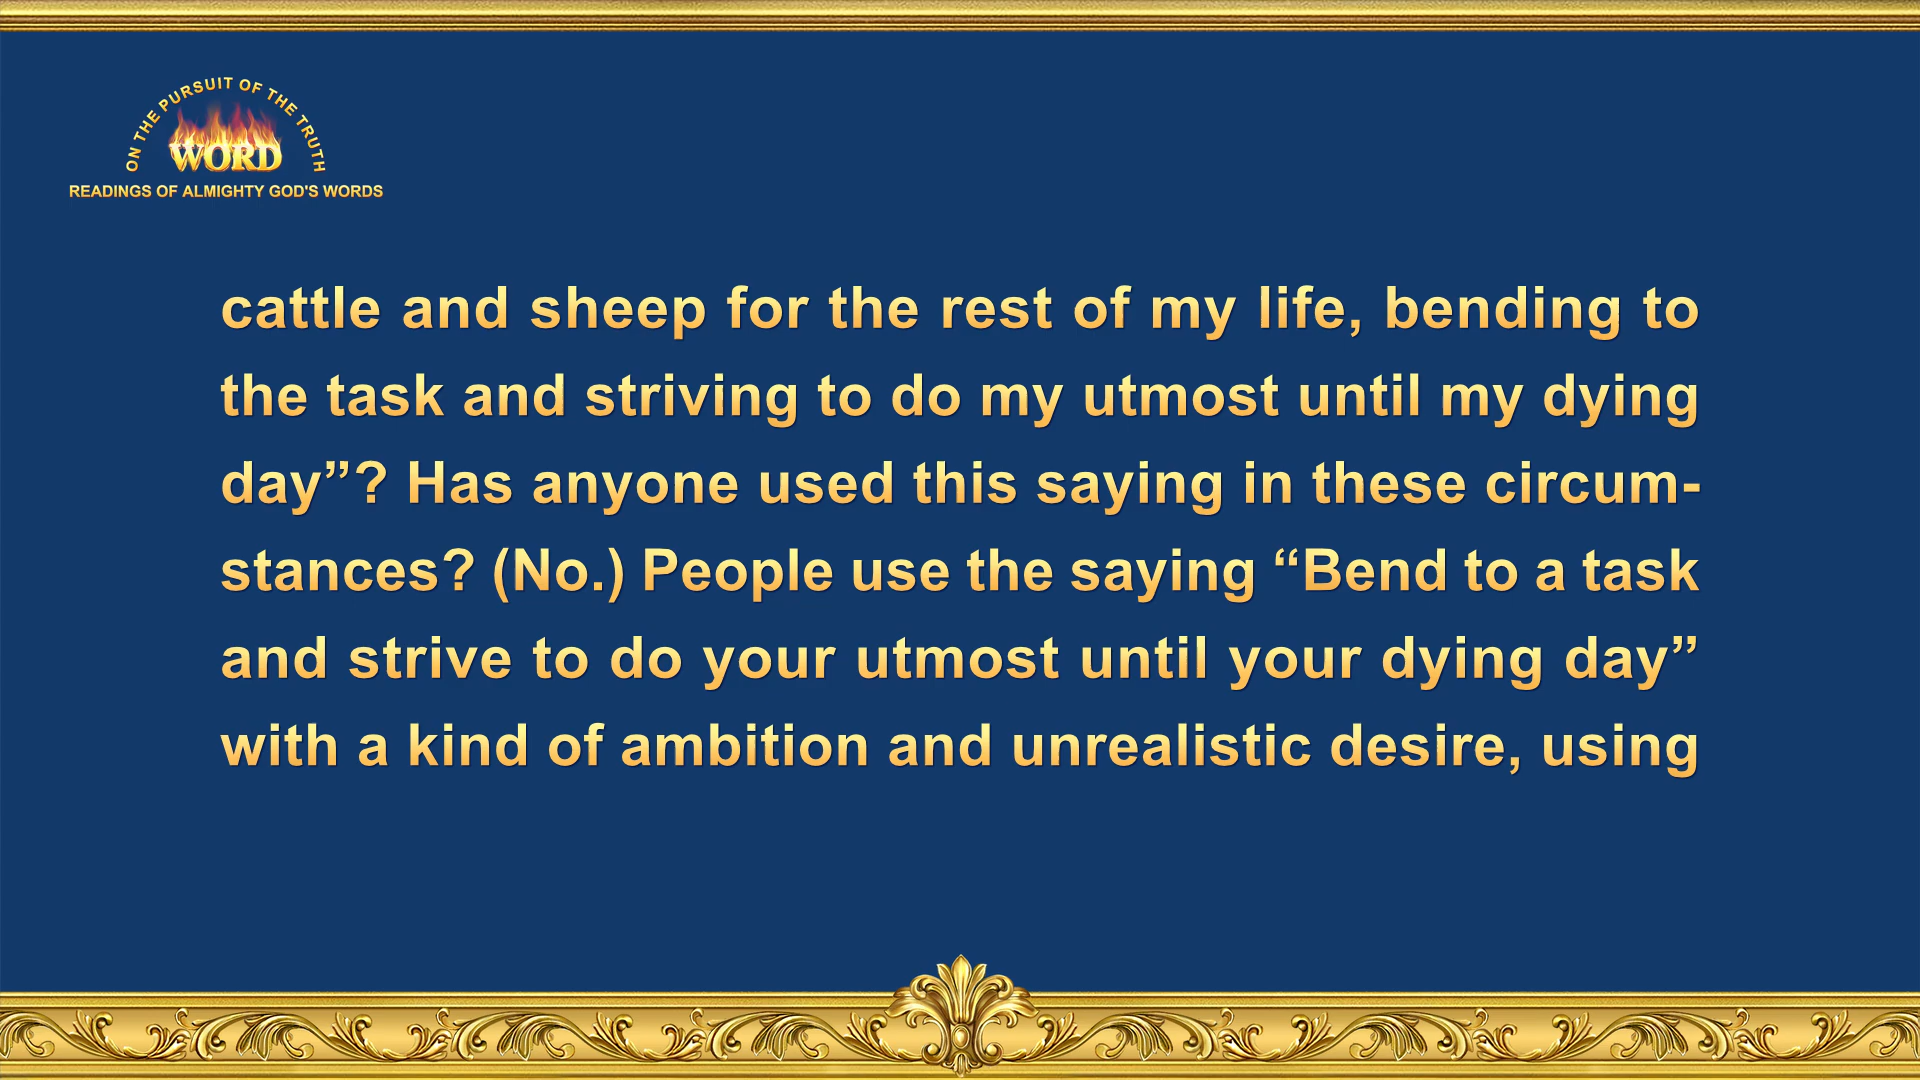 ON THE PURSUIT OF THE TRUTH
WORD
READINGS OF ALMIGHTY GOD'S WORDS
cattle and sheep for the rest of my life, bending to
the task and striving to do my utmost until my dying
day”? Has anyone used this saying in these circum-
stances? (No.) People use the saying “Bend to a task
and strive to do your utmost until your dying day”
with a kind of ambition and unrealistic desire, using